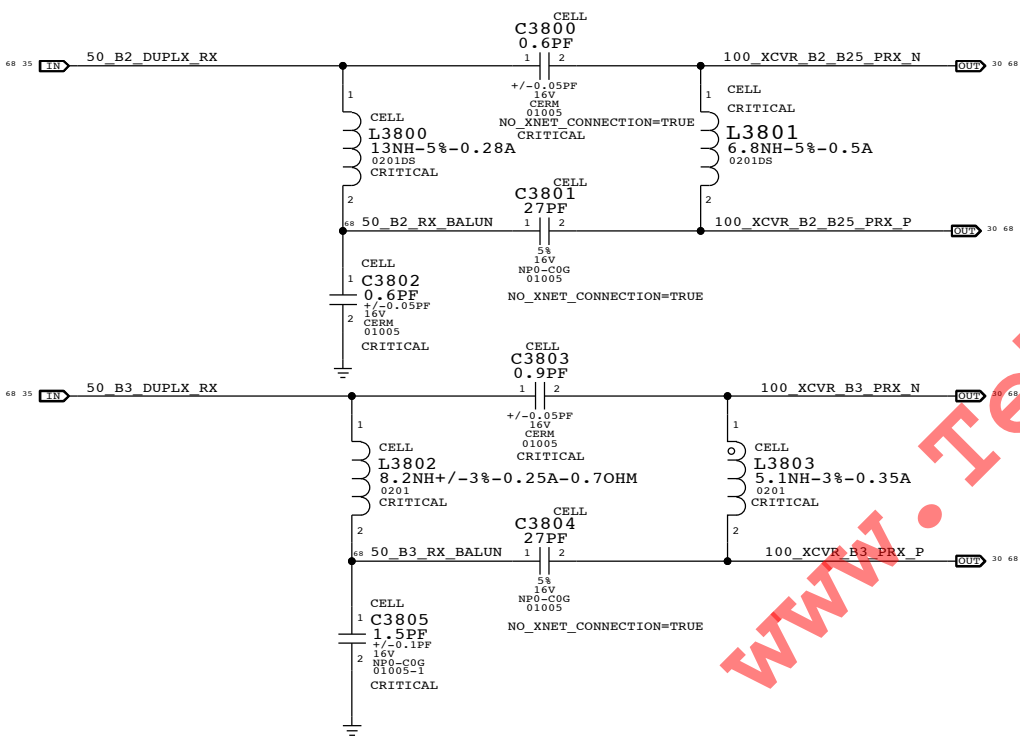 CELL
C3800
0.6PF
68 35
IN
50_B2_DUPLX_RX
1 2
100_XCVR_B2_B25_PRX_N
OUT
30 68
+/-0.05PF
16V
CERM
01005
NO_XNET_CONNECTION=TRUE
CRITICAL
1
CELL
L3800
13NH-5%-0.28A
0201DS
CRITICAL
2
1
CELL
CRITICAL
L3801
6.8NH-5%-0.5A
0201DS
2
CELL
C3801
27PF
68
50_B2_RX_BALUN
1 2
100_XCVR_B2_B25_PRX_P
OUT
30 68
5%
16V
NP0-C0G
01005
NO_XNET_CONNECTION=TRUE
CELL
1
C3802
0.6PF
+/-0.05PF
2
16V
CERM
01005
CRITICAL
CELL
C3803
0.9PF
68 35
IN
50_B3_DUPLX_RX
1 2
100_XCVR_B3_PRX_N
OUT
30 68
+/-0.05PF
16V
CERM
01005
CRITICAL
1
CELL
L3802
8.2NH+/-3%-0.25A-0.7OHM
0201
CRITICAL
2
1
CELL
L3803
5.1NH-3%-0.35A
0201
CRITICAL
2
CELL
C3804
27PF
68
50_B3_RX_BALUN
1 2
100_XCVR_B3_PRX_P
OUT
30 68
5%
16V
NP0-C0G
01005
NO_XNET_CONNECTION=TRUE
CELL
1
C3805
1.5PF
+/-0.1PF
2
16V
NP0-C0G
01005-1
CRITICAL
www.Te